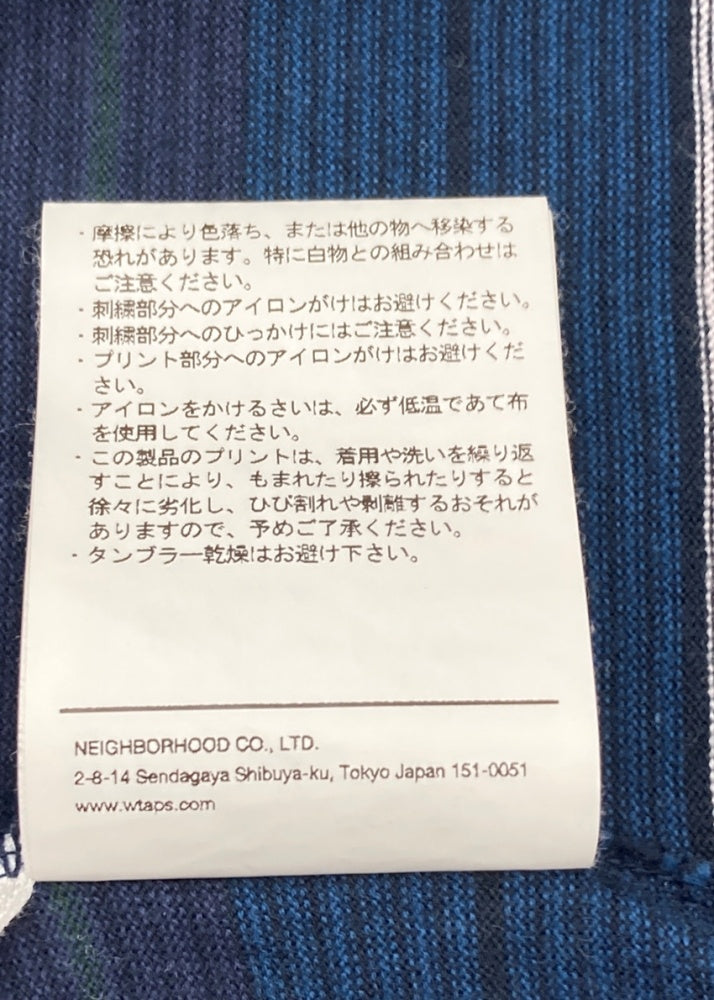 ・摩擦により色落ち、または他の物へ移染する
恐れがあります。特に白物との組み合わせは
ご注意ください。
・刺繍部分へのアイロンがけはお避けください。
・刺繍部分へのひっかけにはご注意ください。
・プリント部分へのアイロンがけはお避けくだ
さい。
・アイロンをかけるさいは、必ず低温であて布
を使用してください。
・この製品のプリントは、着用や洗いを繰り返
すことにより、もまれたり擦られたりすると
徐々に劣化し、ひび割れや剥離するおそれが
ありますので、予めご了承ください。
・タンブラー乾燥はお避け下さい。
NEIGHBORHOOD CO., LTD.
2-8-14 Sendagaya Shibuya-ku, Tokyo Japan 151-0051
www.wtaps.com